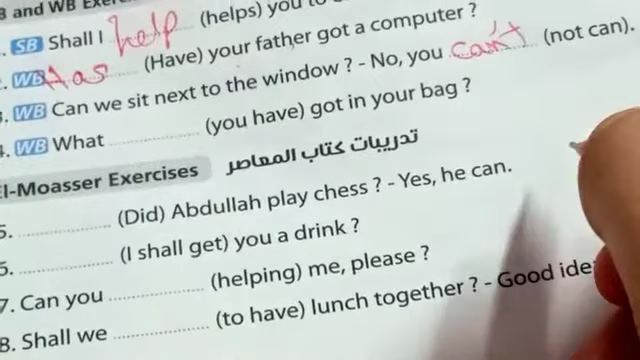 B and WB Exer
SB Shall I help (helps) you to
2. WB Has (Have) your father got a computer ?
3. WB Can we sit next to the window ? - No, you can't (not can).
4. WB What .................... (you have) got in your bag ?
El-Moasser Exercises تدريبات كتاب المعاصر
5. .................... (Did) Abdullah play chess ? - Yes, he can.
6. .................... (I shall get) you a drink ?
7. Can you .................... (helping) me, please ?
8. Shall we .................... (to have) lunch together ? - Good ide